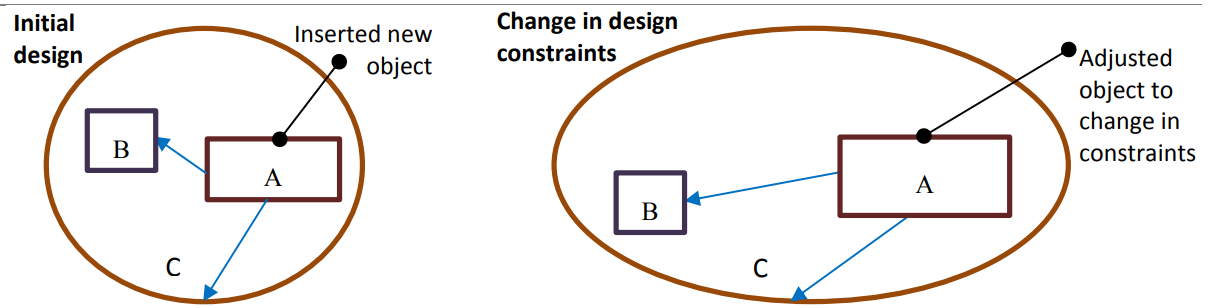 Initial
design
Inserted new
object
B
A
C
Change in design
constraints
Adjusted
object to
change in
constraints
A
B
C